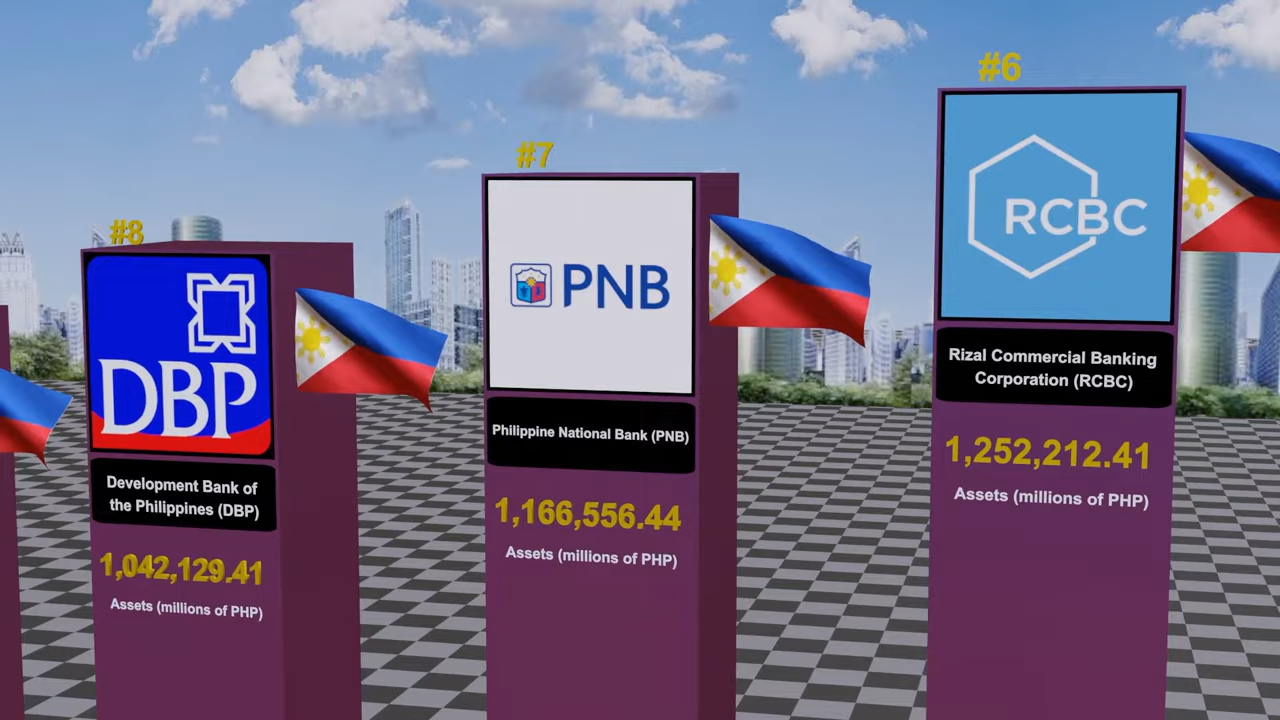 #8
DBP
Development Bank of
the Philippines (DBP)
1,042,129.41
Assets (millions of PHP)
#7
PNB
Philippine National Bank (PNB)
1,166,556.44
Assets (millions of PHP)
#6
RCBC
Rizal Commercial Banking
Corporation (RCBC)
1,252,212.41
Assets (millions of PHP)